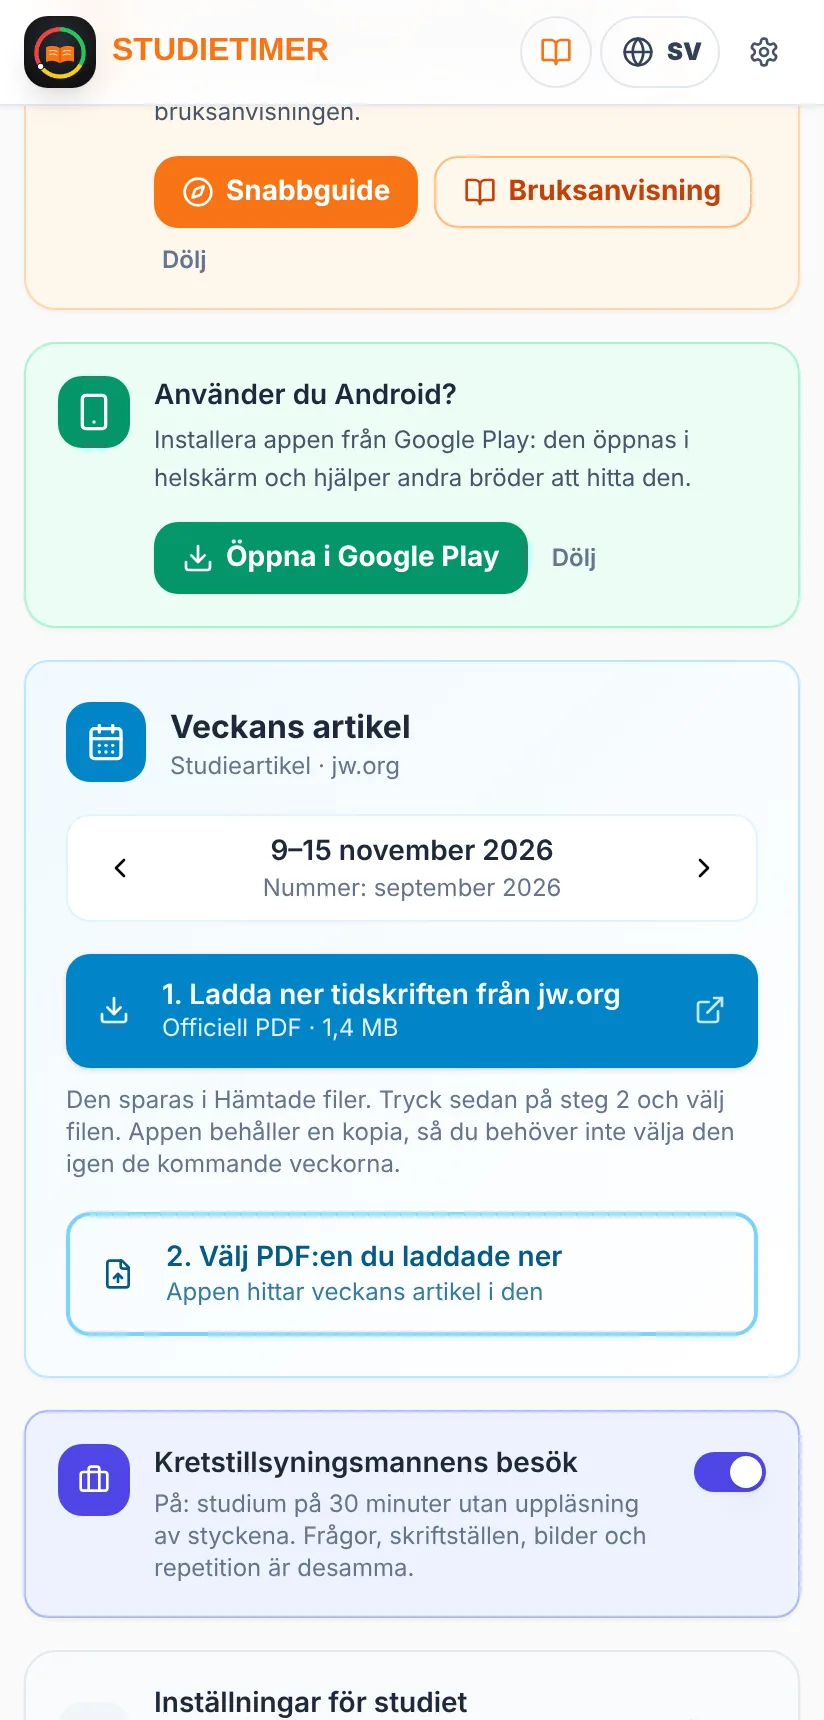 STUDIETIMER
SV
bruksanvisningen.
Snabbguide
Bruksanvisning
Dölj
Använder du Android?
Installera appen från Google Play: den öppnas i
helskärm och hjälper andra bröder att hitta den.
Öppna i Google Play
Dölj
Veckans artikel
Studieartikel · jw.org
9–15 november 2026
Nummer: september 2026
1. Ladda ner tidskriften från jw.org
Officiell PDF · 1,4 MB
Den sparas i Hämtade filer. Tryck sedan på steg 2 och välj
filen. Appen behåller en kopia, så du behöver inte välja den
igen de kommande veckorna.
2. Välj PDF:en du laddade ner
Appen hittar veckans artikel i den
Kretstillsyningsmannens besök
På: studium på 30 minuter utan uppläsning
av styckena. Frågor, skriftställen, bilder och
repetition är desamma.
Inställningar för studiet